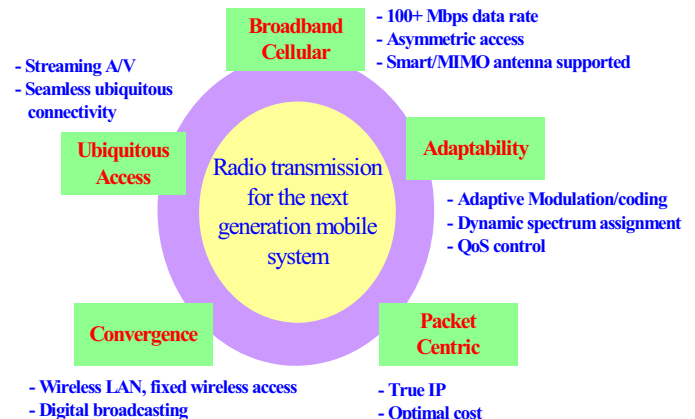 Broadband
Cellular
- 100+ Mbps data rate
- Asymmetric access
- Smart/MIMO antenna supported
- Streaming A/V
- Seamless ubiquitous
connectivity
Ubiquitous
Access
Adaptability
- Adaptive Modulation/coding
- Dynamic spectrum assignment
- QoS control
Radio transmission
for the next
generation mobile
system
Convergence
- Wireless LAN, fixed wireless access
- Digital broadcasting
Packet
Centric
- True IP
- Optimal cost